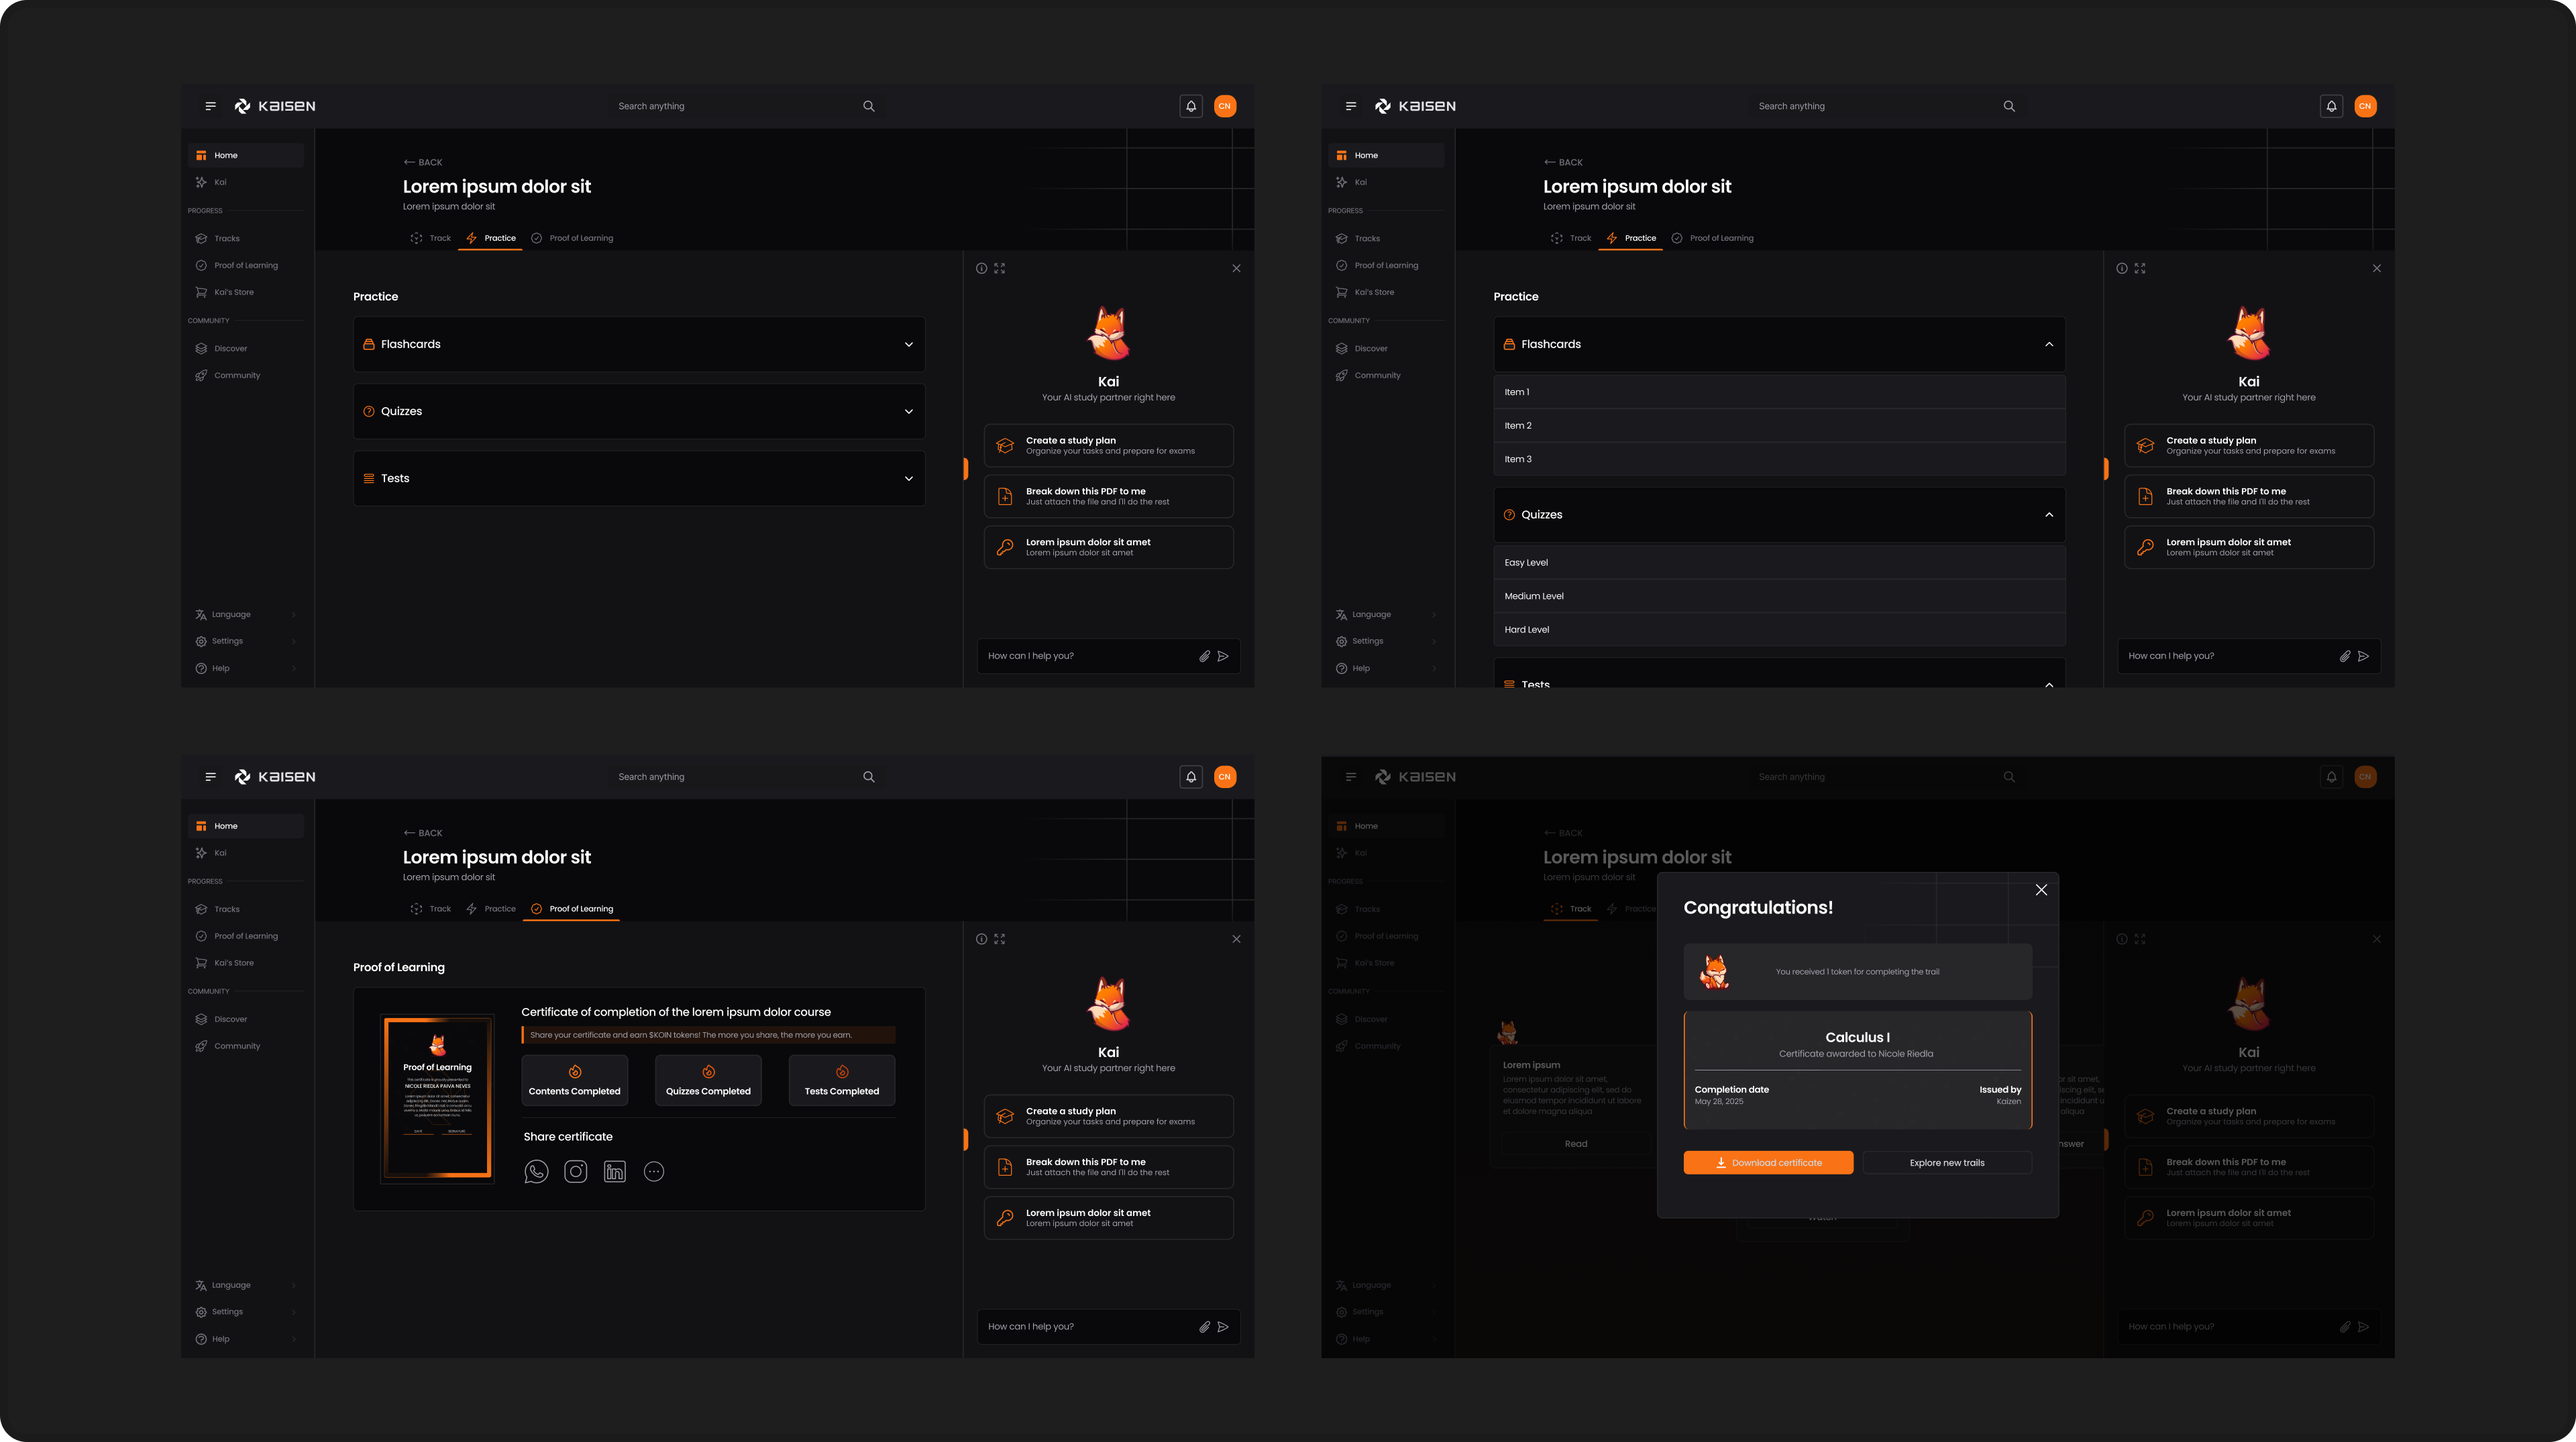 KAISEN
Search anything
CN
Home
Kai
PROGRESS
Tracks
Proof of Learning
Kai's Store
COMMUNITY
Discover
Community
Language
Settings
Help
BACK
Lorem ipsum dolor sit
Lorem ipsum dolor sit
Track
Practice
Proof of Learning
Practice
Flashcards
Quizzes
Tests
Kai
Your AI study partner right here
Create a study plan
Organize your tasks and prepare for exams
Break down this PDF to me
Just attach the file and I'll do the rest
Lorem ipsum dolor sit amet
Lorem ipsum dolor sit amet
How can I help you?
KAISEN
Search anything
CN
Home
Kai
PROGRESS
Tracks
Proof of Learning
Kai's Store
COMMUNITY
Discover
Community
Language
Settings
Help
BACK
Lorem ipsum dolor sit
Lorem ipsum dolor sit
Track
Practice
Proof of Learning
Practice
Flashcards
Item 1
Item 2
Item 3
Quizzes
Easy Level
Medium Level
Hard Level
Tests
Kai
Your AI study partner right here
Create a study plan
Organize your tasks and prepare for exams
Break down this PDF to me
Just attach the file and I'll do the rest
Lorem ipsum dolor sit amet
Lorem ipsum dolor sit amet
How can I help you?
KAISEN
Search anything
CN
Home
Kai
PROGRESS
Tracks
Proof of Learning
Kai's Store
COMMUNITY
Discover
Community
Language
Settings
Help
BACK
Lorem ipsum dolor sit
Lorem ipsum dolor sit
Track
Practice
Proof of Learning
Proof of Learning
Proof of Learning
NICOLE RIEDLA PAIVA NEVES
Certificate of completion of the lorem ipsum dolor course
Share your certificate and earn $KOIN tokens! The more you share, the more you earn.
Contents Completed
Quizzes Completed
Tests Completed
Share certificate
Kai
Your AI study partner right here
Create a study plan
Organize your tasks and prepare for exams
Break down this PDF to me
Just attach the file and I'll do the rest
Lorem ipsum dolor sit amet
Lorem ipsum dolor sit amet
How can I help you?
KAISEN
Search anything
CN
Home
Kai
PROGRESS
Tracks
Proof of Learning
Kai's Store
COMMUNITY
Discover
Community
Language
Settings
Help
BACK
Lorem ipsum dolor sit
Lorem ipsum dolor sit
Track
Practice
Lorem ipsum
Lorem ipsum dolor sit amet,
consectetur adipiscing elit, sed do
eiusmod tempor incididunt ut labore
et dolore magna aliqua
Read
Congratulations!
You received 1 token for completing the trail
Calculus I
Certificate awarded to Nicole Riedla
Completion date
May 28, 2025
Issued by
Kaizen
Download certificate
Explore new trails
Kai
Your AI study partner right here
Create a study plan
Organize your tasks and prepare for exams
Break down this PDF to me
Just attach the file and I'll do the rest
Lorem ipsum dolor sit amet
Lorem ipsum dolor sit amet
How can I help you?